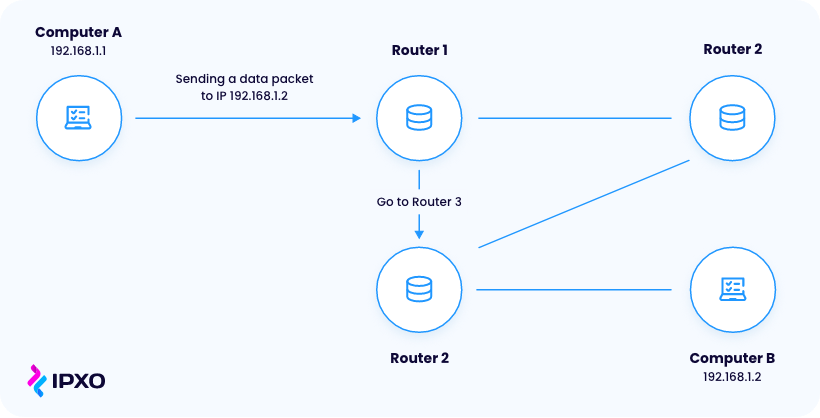 Computer A
192.168.1.1
Sending a data packet
to IP 192.168.1.2
Router 1
Router 2
Go to Router 3
Router 2
Computer B
192.168.1.2
IPXO